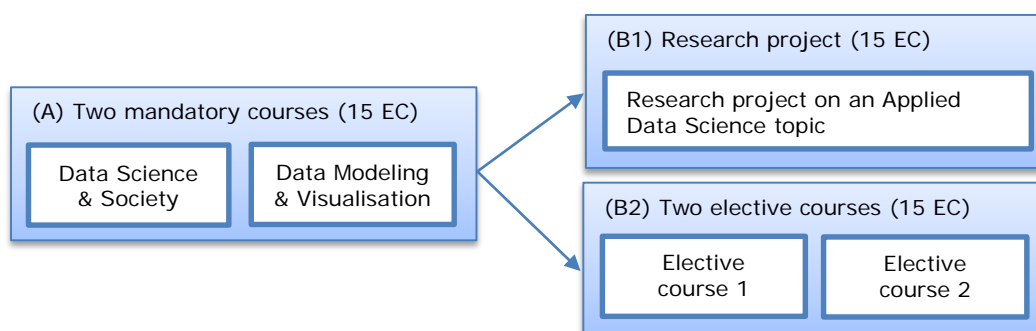 (A) Two mandatory courses (15 EC)
Data Science
& Society
Data Modeling
& Visualisation
(B1) Research project (15 EC)
Research project on an Applied
Data Science topic
(B2) Two elective courses (15 EC)
Elective
course 1
Elective
course 2